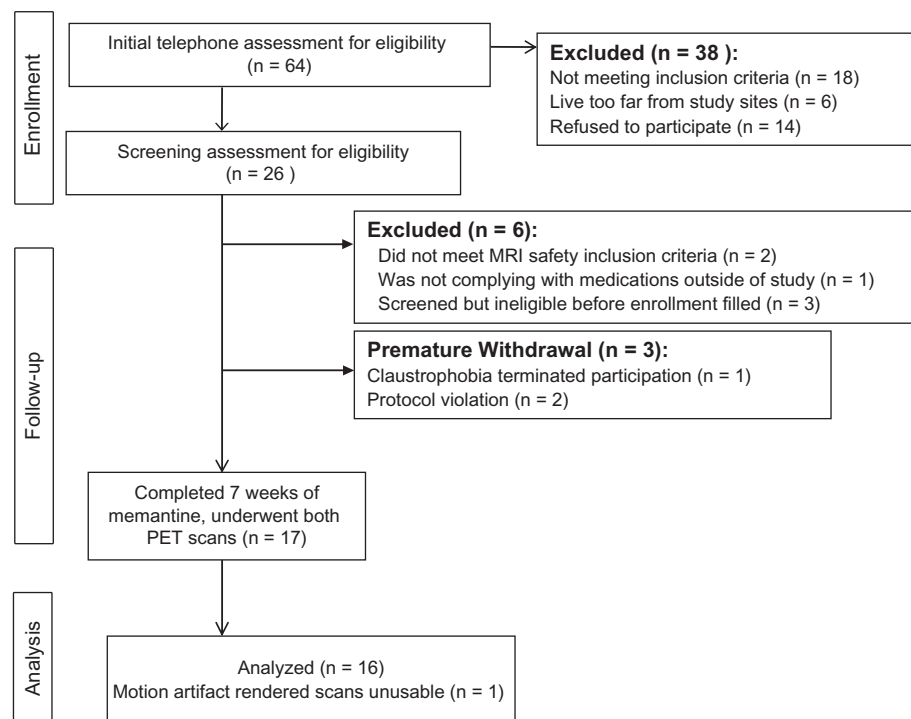 Enrollment
Initial telephone assessment for eligibility
(n = 64)
Excluded (n = 38 ):
Not meeting inclusion criteria (n = 18)
Live too far from study sites (n = 6)
Refused to participate (n = 14)
Screening assessment for eligibility
(n = 26 )
Follow-up
Excluded (n = 6):
Did not meet MRI safety inclusion criteria (n = 2)
Was not complying with medications outside of study (n = 1)
Screened but ineligible before enrollment filled (n = 3)
Premature Withdrawal (n = 3):
Claustrophobia terminated participation (n = 1)
Protocol violation (n = 2)
Completed 7 weeks of
memantine, underwent both
PET scans (n = 17)
Analysis
Analyzed (n = 16)
Motion artifact rendered scans unusable (n = 1)